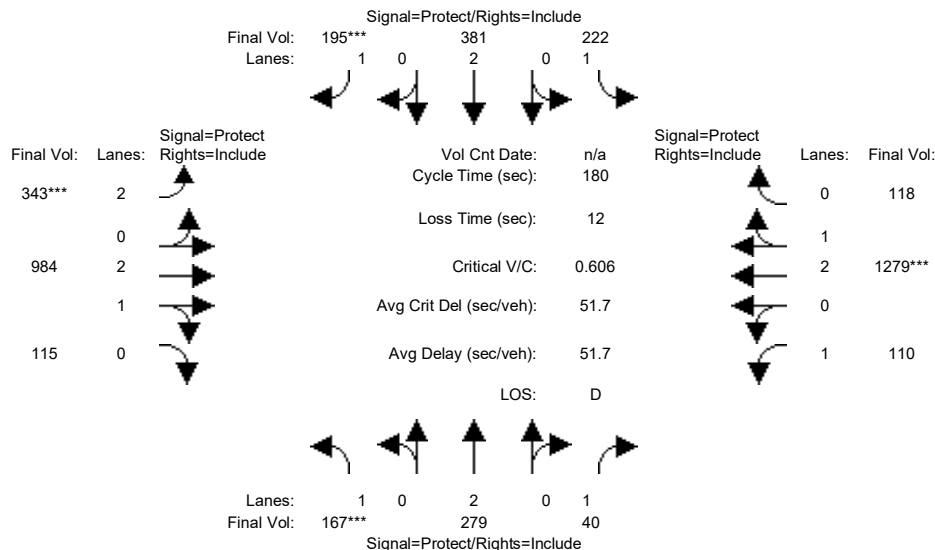 Signal=Protect/Rights=Include
Final Vol: 195*** 381 222
Lanes: 1 0 2 0 1
Signal=Protect Signal=Protect
Final Vol: Lanes: Rights=Include Vol Cnt Date: n/a Rights=Include Lanes: Final Vol:
Cycle Time (sec): 180
343*** 2 0 118
Loss Time (sec): 12
0 1
984 2 Critical V/C: 0.606 2 1279***
1 Avg Crit Del (sec/veh): 51.7 0
115 0 Avg Delay (sec/veh): 51.7 1 110
LOS: D
Lanes: 1 0 2 0 1
Final Vol: 167*** 279 40
Signal=Protect/Rights=Include